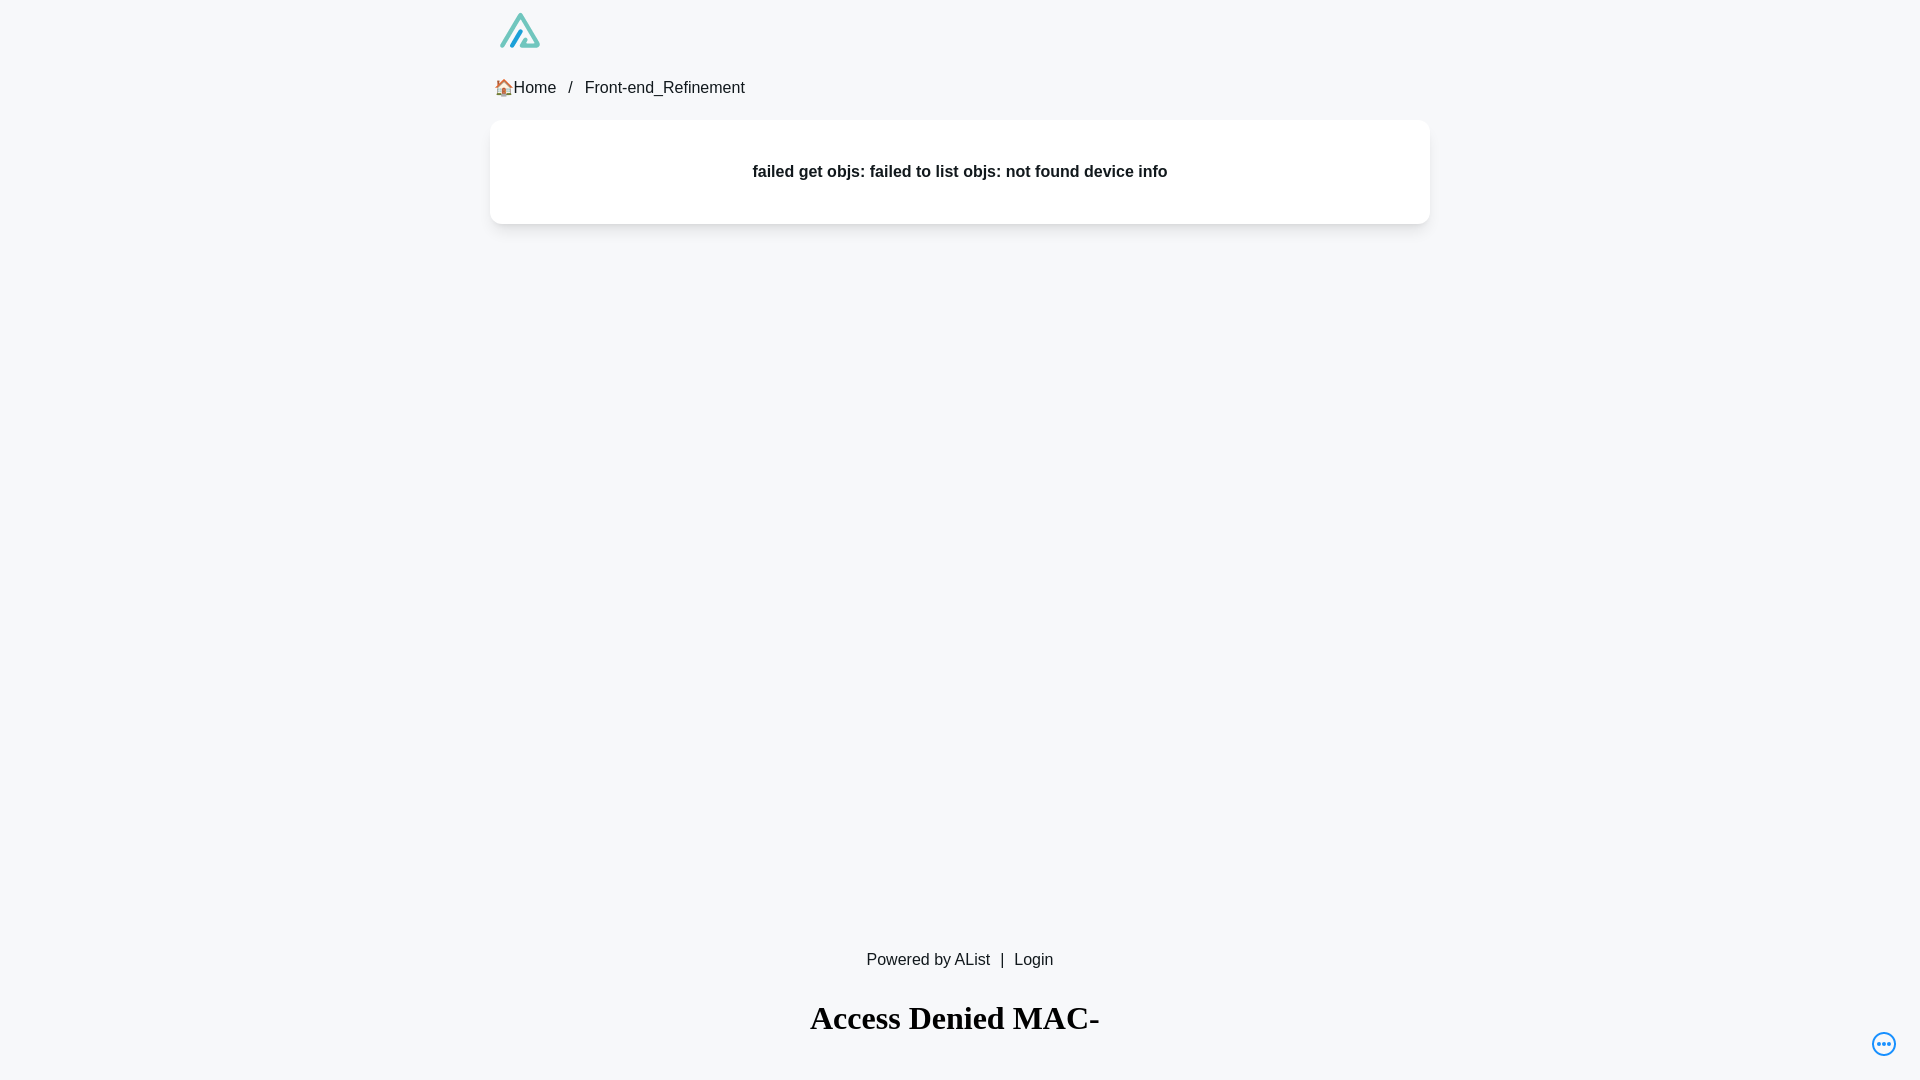 🏠Home / Front-end_Refinement
failed get objs: failed to list objs: not found device info
Powered by AList | Login
Access Denied MAC-